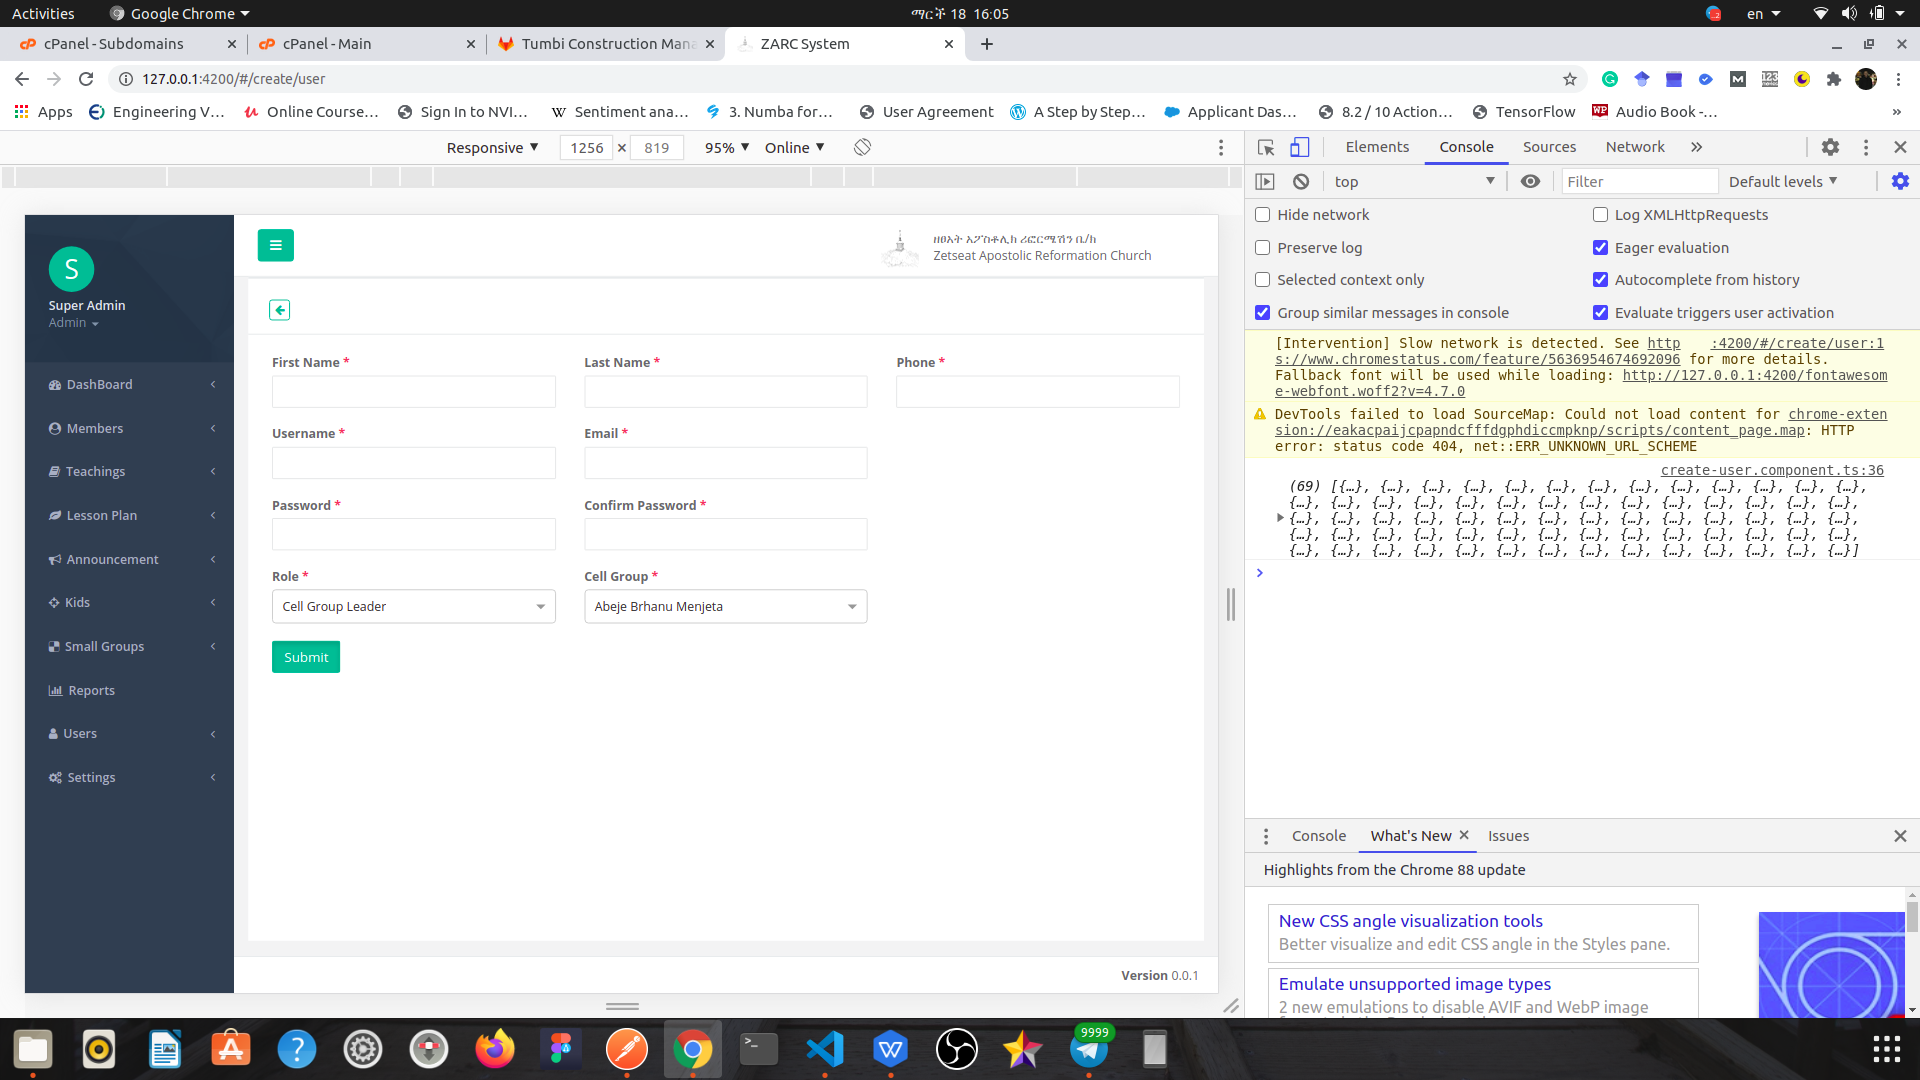 Activities
Google Chrome
ማርች 18 16:05
en
cPanel - Subdomains
cPanel - Main
Tumbi Construction Mana
ZARC System
127.0.0.1:4200/#/create/user
Apps
Engineering V...
Online Course...
Sign In to NVI...
Sentiment ana...
3. Numba for...
User Agreement
A Step by Step...
Applicant Das...
8.2 / 10 Action...
TensorFlow
Audio Book -...
»
Responsive
1256 × 819
95%
Online
Elements
Console
Sources
Network
top
Filter
Default levels
Hide network
Log XMLHttpRequests
Preserve log
Eager evaluation
Selected context only
Autocomplete from history
Group similar messages in console
Evaluate triggers user activation
[Intervention] Slow network is detected. See http :4200/#/create/user:1
s://www.chromestatus.com/feature/5636954674692096 for more details.
Fallback font will be used while loading: http://127.0.0.1:4200/fontawesom
e-webfont.woff2?v=4.7.0
DevTools failed to load SourceMap: Could not load content for chrome-exten
sion://eakacpaijcpapndcfffdgphdiccmpknp/scripts/content_page.map: HTTP
error: status code 404, net::ERR_UNKNOWN_URL_SCHEME
create-user.component.ts:36
(69) [{…}, {…}, {…}, {…}, {…}, {…}, {…}, {…}, {…}, {…}, {…}, {…}, {…},
{…}, {…}, {…}, {…}, {…}, {…}, {…}, {…}, {…}, {…}, {…}, {…}, {…}, {…},
{…}, {…}, {…}, {…}, {…}, {…}, {…}, {…}, {…}, {…}, {…}, {…}, {…}, {…},
{…}, {…}, {…}, {…}, {…}, {…}, {…}, {…}, {…}, {…}, {…}, {…}, {…}, {…},
{…}, {…}, {…}, {…}, {…}, {…}, {…}, {…}, {…}, {…}, {…}, {…}, {…}, {…}]
S
Super Admin
Admin
DashBoard
Members
Teachings
Lesson Plan
Announcement
Kids
Small Groups
Reports
Users
Settings
ዘፀአት አፖስቶሊክ ሪፎርሜሽን ቤ/ክ
Zetseat Apostolic Reformation Church
First Name *
Last Name *
Phone *
Username *
Email *
Password *
Confirm Password *
Role *
Cell Group *
Cell Group Leader
Abeje Brhanu Menjeta
Submit
Version 0.0.1
Console
What's New
Issues
Highlights from the Chrome 88 update
New CSS angle visualization tools
Better visualize and edit CSS angle in the Styles pane.
Emulate unsupported image types
2 new emulations to disable AVIF and WebP image
9999